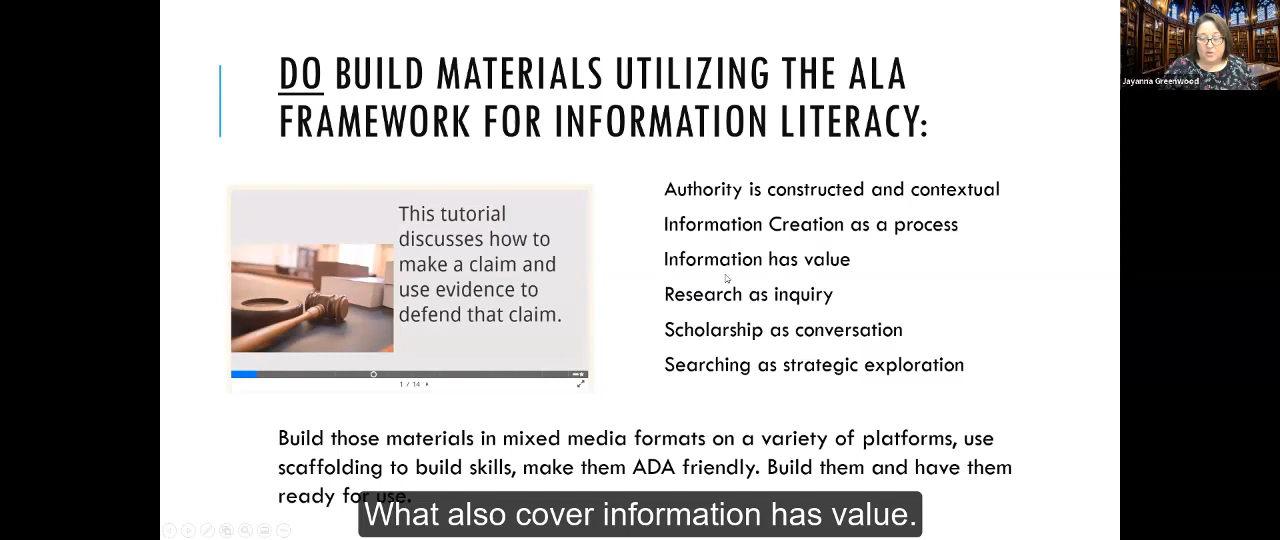 DO BUILD MATERIALS UTILIZING THE ALA
FRAMEWORK FOR INFORMATION LITERACY:
Jayanna Greenwood
This tutorial
discusses how to
make a claim and
use evidence to
defend that claim.
1 / 14
Authority is constructed and contextual
Information Creation as a process
Information has value
Research as inquiry
Scholarship as conversation
Searching as strategic exploration
Build those materials in mixed media formats on a variety of platforms, use
scaffolding to build skills, make them ADA friendly. Build them and have them
ready for use.
What also cover information has value.